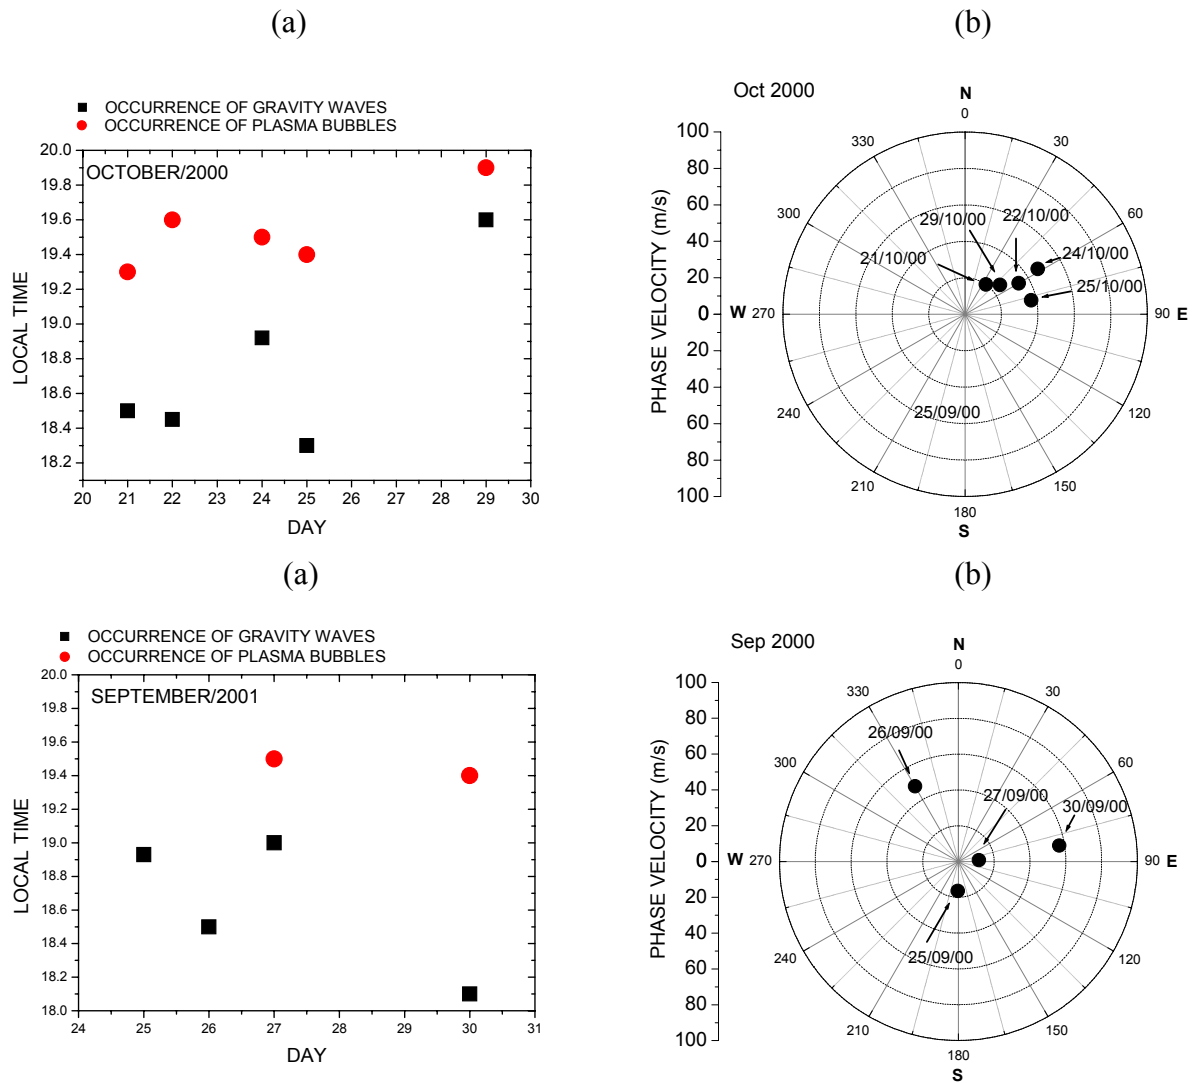 (a)
(b)
■ OCCURRENCE OF GRAVITY WAVES
● OCCURRENCE OF PLASMA BUBBLES
OCTOBER/2000
20.0
19.8
19.6
19.4
19.2
19.0
18.8
18.6
18.4
18.2
LOCAL TIME
20 21 22 23 24 25 26 27 28 29 30
DAY
Oct 2000
N
0
30
60
90 E
120
150
180
S
210
240
W 270
300
330
100
80
60
40
20
0
20
40
60
80
100
PHASE VELOCITY (m/s)
29/10/00
22/10/00
21/10/00
24/10/00
25/10/00
25/09/00
(a)
(b)
■ OCCURRENCE OF GRAVITY WAVES
● OCCURRENCE OF PLASMA BUBBLES
SEPTEMBER/2001
20.0
19.8
19.6
19.4
19.2
19.0
18.8
18.6
18.4
18.2
18.0
LOCAL TIME
24 25 26 27 28 29 30 31
DAY
Sep 2000
N
0
30
60
90 E
120
150
180
S
210
240
W 270
300
330
100
80
60
40
20
0
20
40
60
80
100
PHASE VELOCITY (m/s)
26/09/00
27/09/00
30/09/00
25/09/00